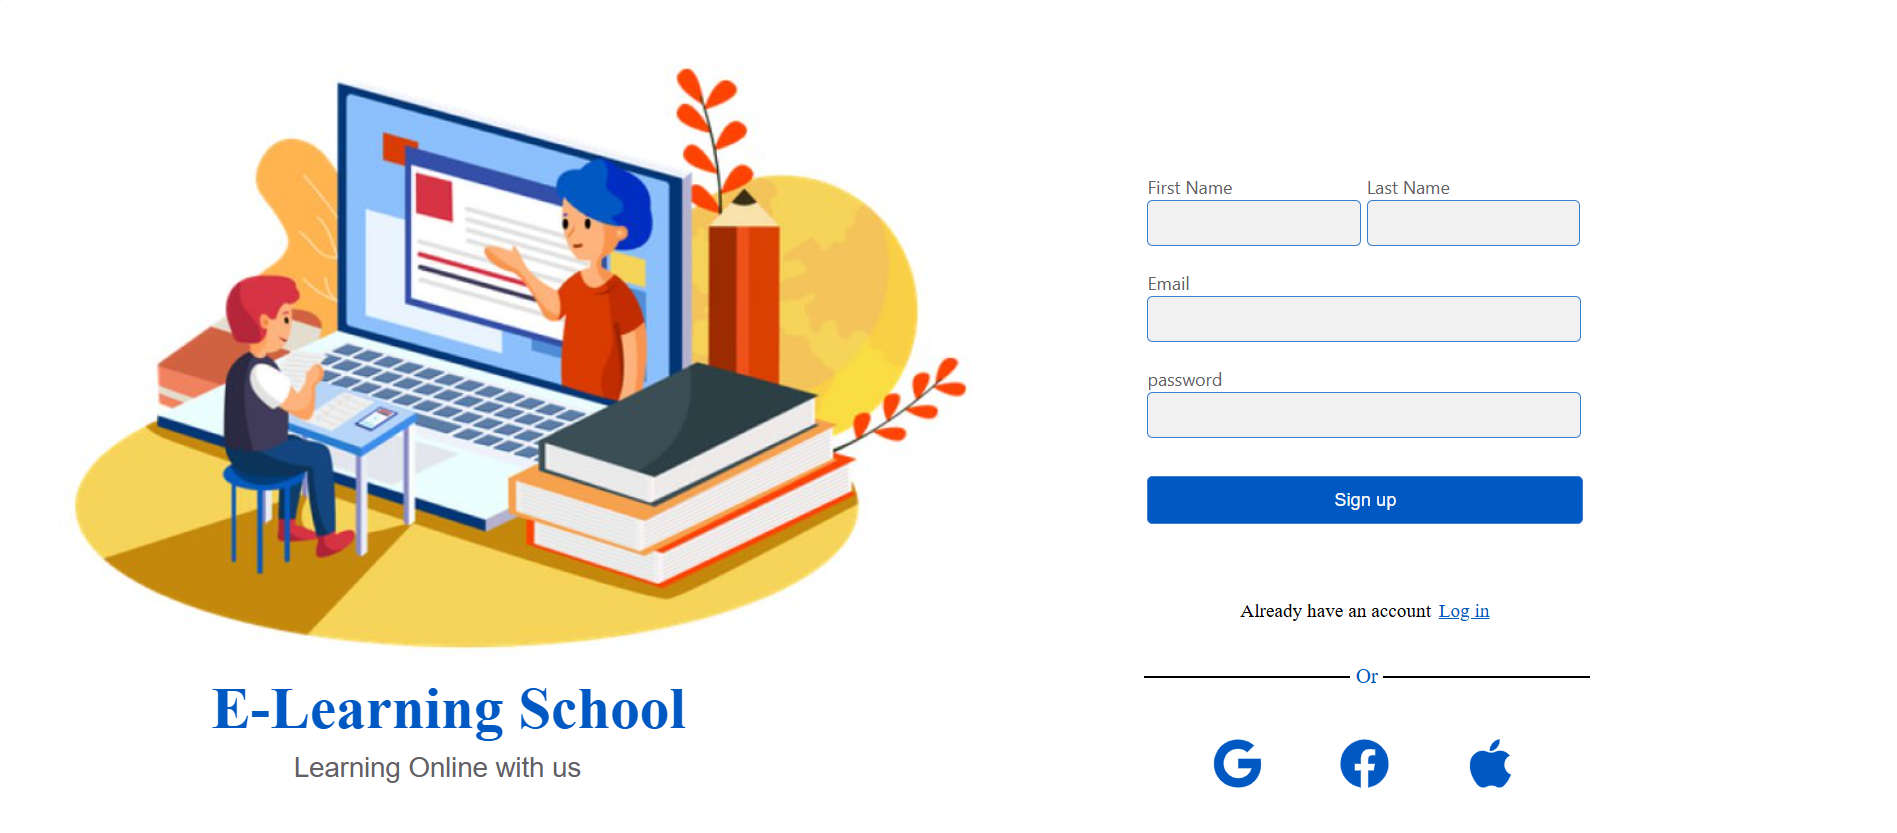 E-Learning School
Learning Online with us
First Name Last Name
Email
password
Sign up
Already have an account Log in
Or